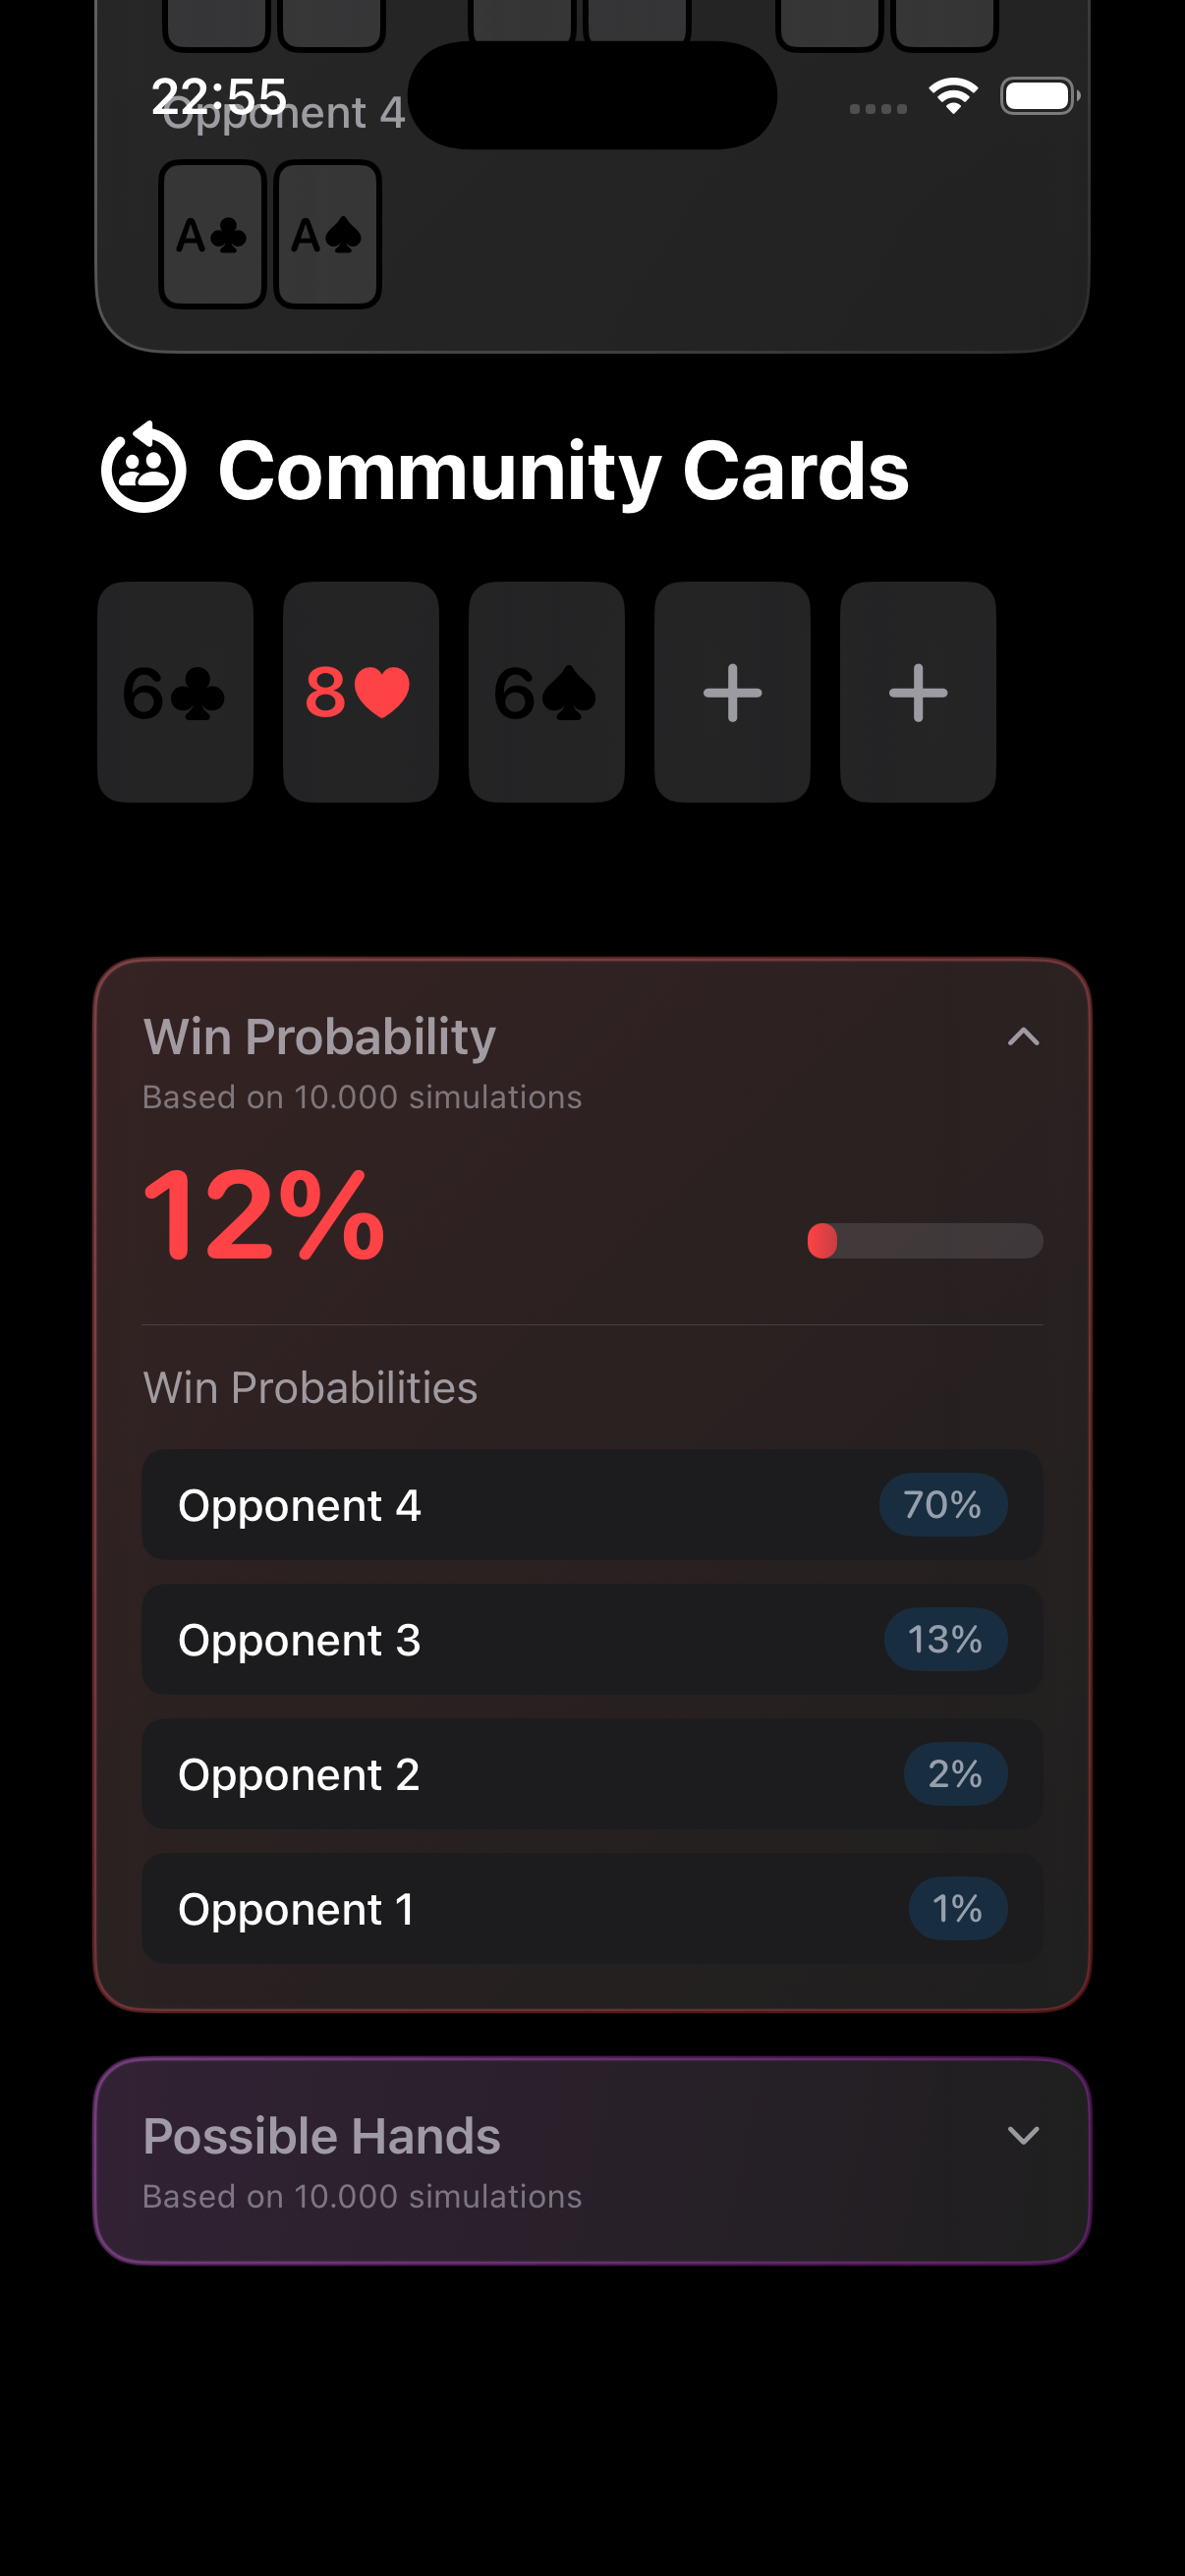 22:55
Opponent 4
A♣ A♠
Community Cards
6♣ 8♥ 6♠ + +
Win Probability
Based on 10.000 simulations
12%
Win Probabilities
Opponent 4 70%
Opponent 3 13%
Opponent 2 2%
Opponent 1 1%
Possible Hands
Based on 10.000 simulations